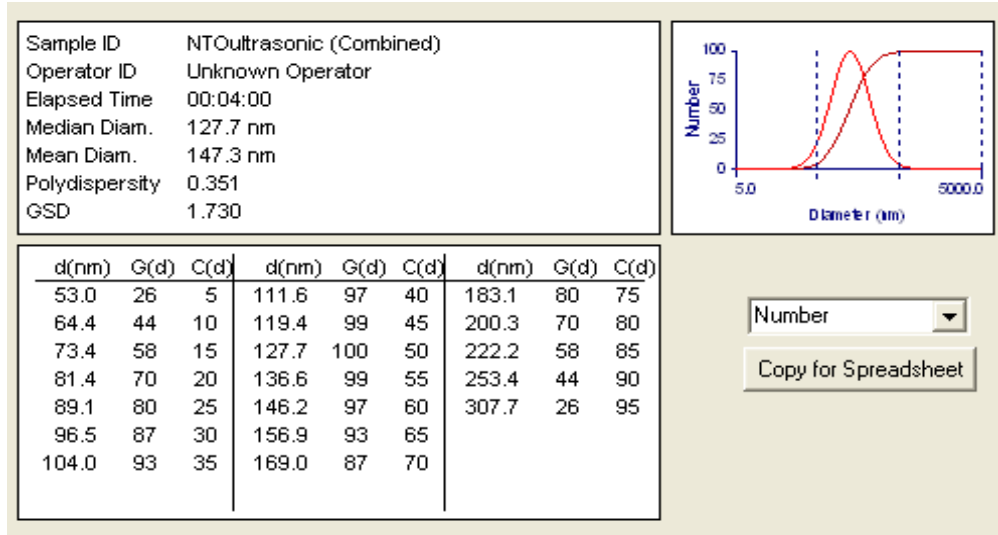 Sample ID NTOultrasonic (Combined)
Operator ID Unknown Operator
Elapsed Time 00:04:00
Median Diam. 127.7 nm
Mean Diam. 147.3 nm
Polydispersity 0.351
GSD 1.730
100
75
50
25
0
Number
5.0 5000.0
Diameter (nm)
d(nm) G(d) C(d) d(nm) G(d) C(d) d(nm) G(d) C(d)
53.0 26 5 111.6 97 40 183.1 80 75
64.4 44 10 119.4 99 45 200.3 70 80
73.4 58 15 127.7 100 50 222.2 58 85
81.4 70 20 136.6 99 55 253.4 44 90
89.1 80 25 146.2 97 60 307.7 26 95
96.5 87 30 156.9 93 65
104.0 93 35 169.0 87 70
Number
Copy for Spreadsheet